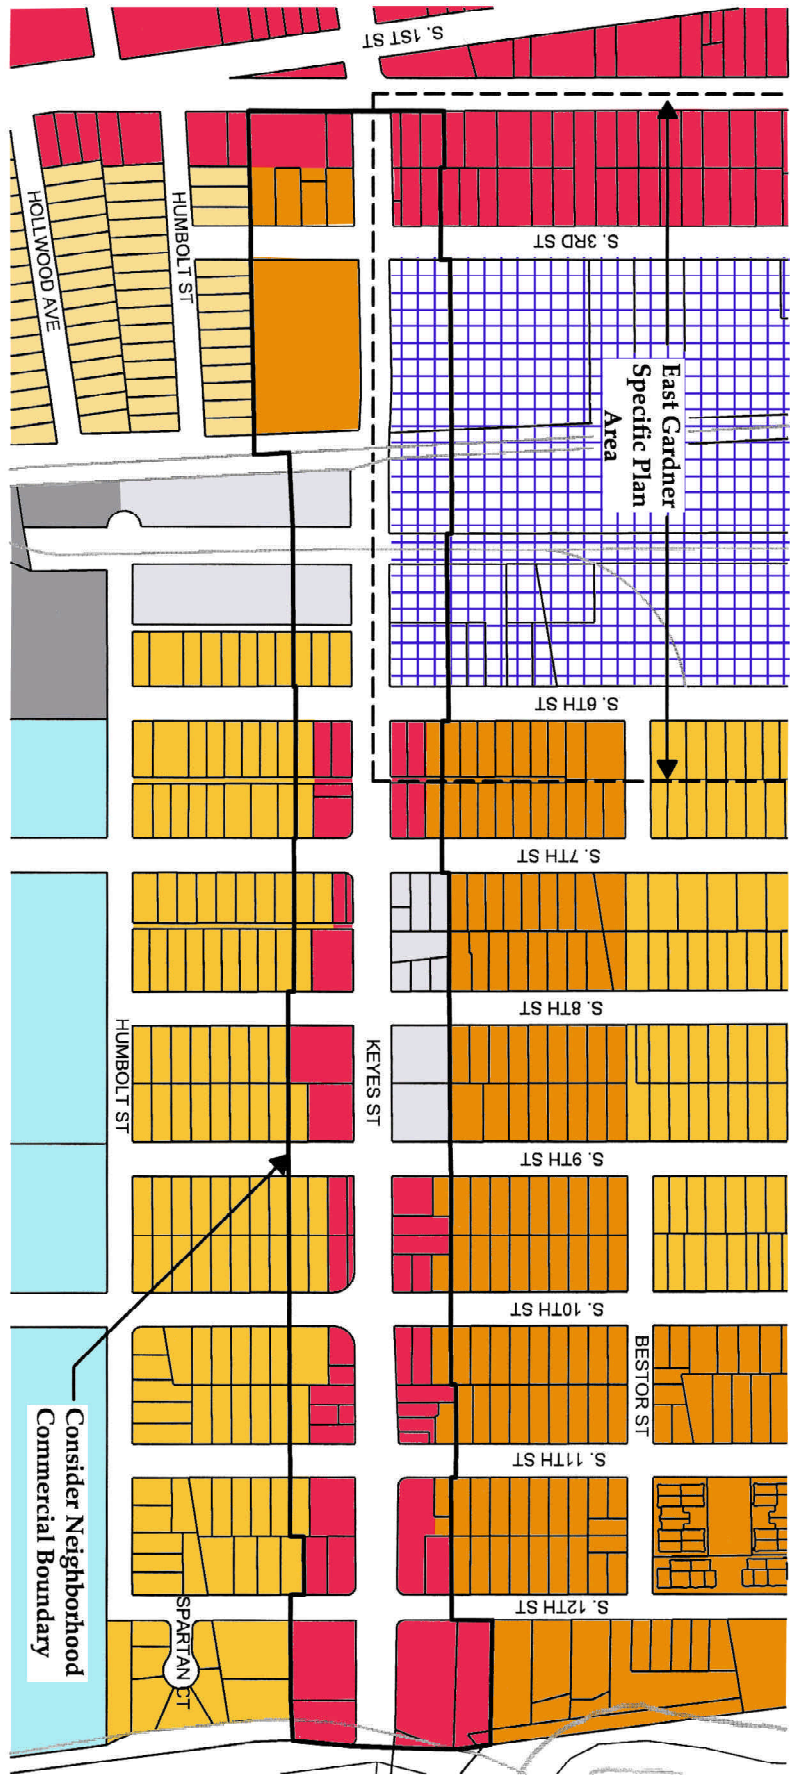 S. 1ST ST
HOLLYWOOD AVE
HUMBOLT ST
S. 3RD ST
East Gardner
Specific Plan
Area
S. 6TH ST
S. 7TH ST
S. 8TH ST
HUMBOLT ST
KEYES ST
S. 9TH ST
S. 10TH ST
BESTOR ST
S. 11TH ST
Consider Neighborhood
Commercial Boundary
S. 12TH ST
SPARTAN CT